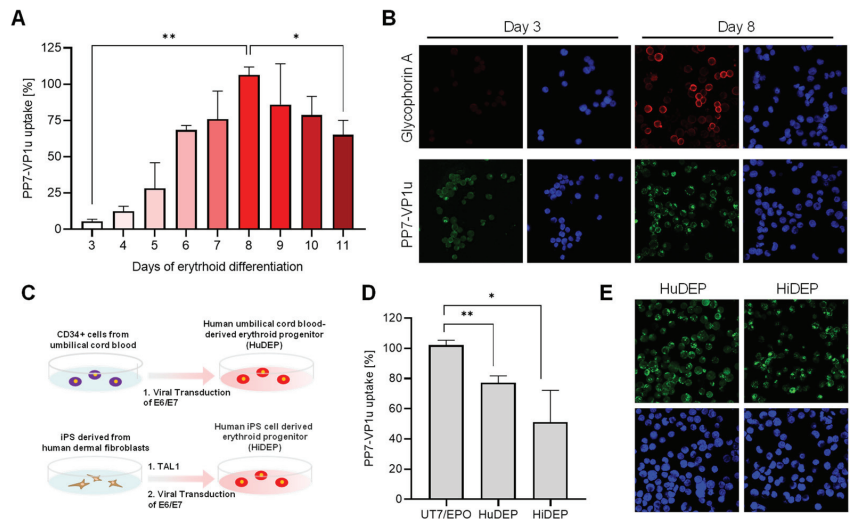 A
PP7-VP1u uptake [%]
125
100
75
50
25
0
**
*
3 4 5 6 7 8 9 10 11
Days of erytrhoid differentiation
B
Day 3
Day 8
Glycophorin A
PP7-VP1u
C
CD34+ cells from
umbilical cord blood
Human umbilical cord blood-
derived erythroid progenitor
(HuDEP)
1. Viral Transduction
of E6/E7
iPS derived from
human dermal fibroblasts
Human iPS cell derived
erythroid progenitor
(HiDEP)
1. TAL1
2. Viral Transduction
of E6/E7
D
PP7-VP1u uptake [%]
120
100
80
60
40
20
0
*
**
UT7/EPO HuDEP HiDEP
E
HuDEP
HiDEP